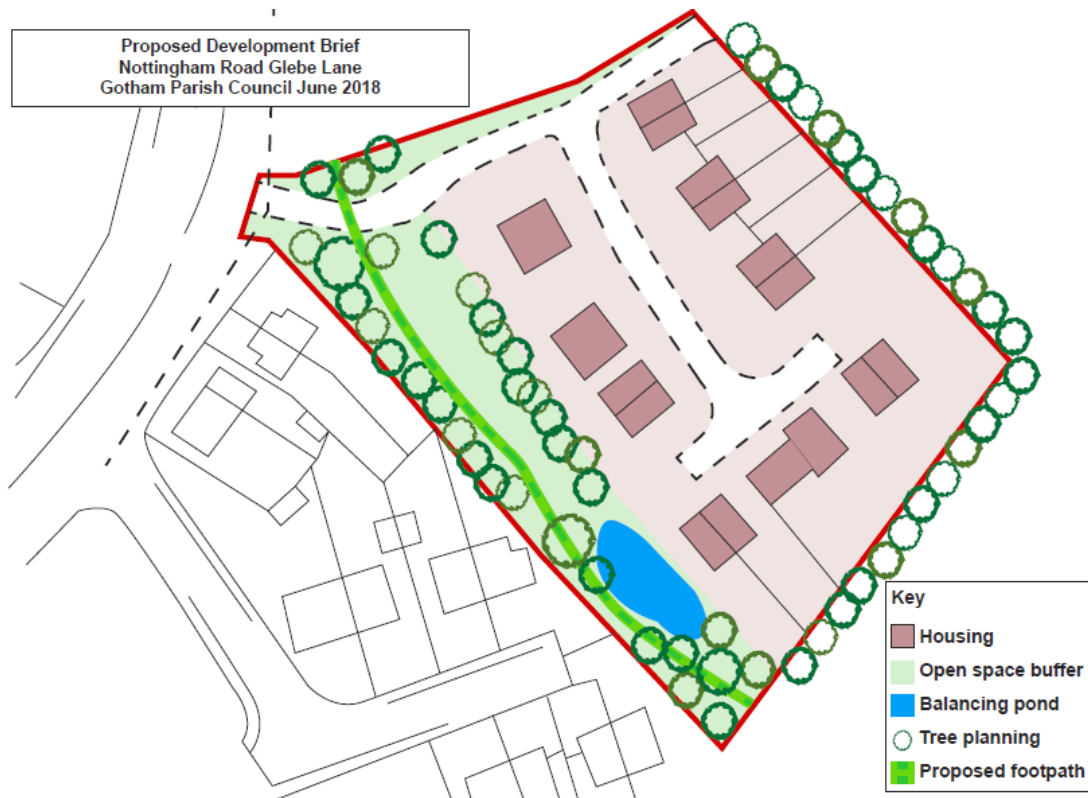 Proposed Development Brief
Nottingham Road Glebe Lane
Gotham Parish Council June 2018
Key
Housing
Open space buffer
Balancing pond
Tree planting
Proposed footpath